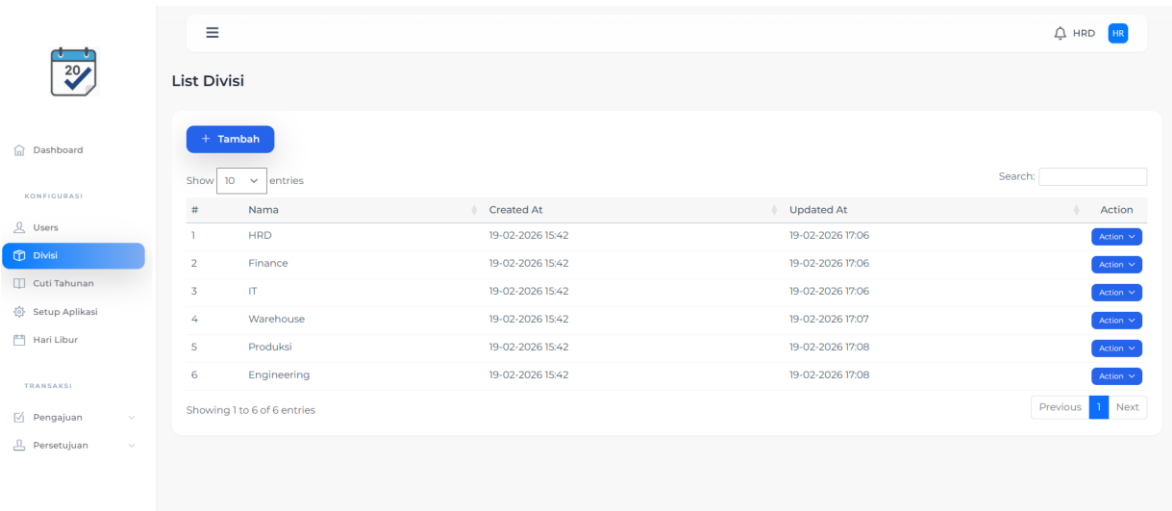 HRD HR
20
List Divisi
+ Tambah
Dashboard
KONFIGURASI
Users
Divisi
Cuti Tahunan
Setup Aplikasi
Hari Libur
TRANSAKSI
Pengajuan
Persetujuan
Show 10 entries
Search:
# Nama Created At Updated At Action
1 HRD 19-02-2026 15:42 19-02-2026 17:06 Action
2 Finance 19-02-2026 15:42 19-02-2026 17:06 Action
3 IT 19-02-2026 15:42 19-02-2026 17:06 Action
4 Warehouse 19-02-2026 15:42 19-02-2026 17:07 Action
5 Produksi 19-02-2026 15:42 19-02-2026 17:08 Action
6 Engineering 19-02-2026 15:42 19-02-2026 17:08 Action
Showing 1 to 6 of 6 entries
Previous 1 Next